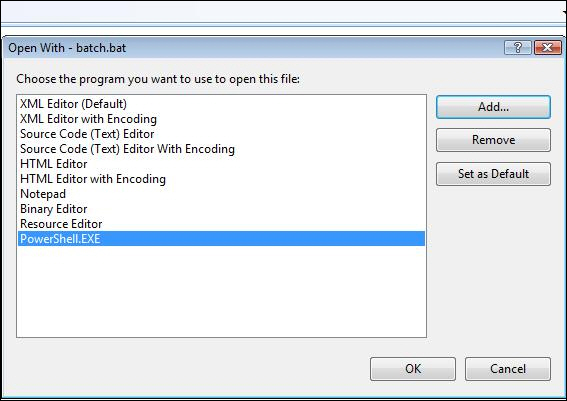 Open With - batch.bat
Choose the program you want to use to open this file:
XML Editor (Default)
XML Editor with Encoding
Source Code (Text) Editor
Source Code (Text) Editor With Encoding
HTML Editor
HTML Editor with Encoding
Notepad
Binary Editor
Resource Editor
PowerShell.EXE
Add...
Remove
Set as Default
OK
Cancel